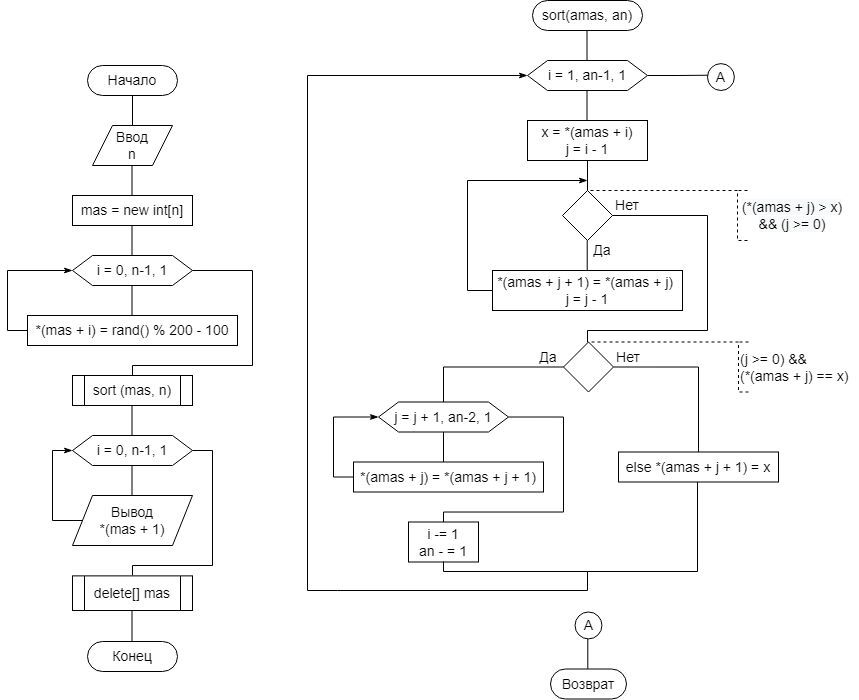 Начало
Ввод
n
mas = new int[n]
i = 0, n-1, 1
*(mas + i) = rand() % 200 - 100
sort (mas, n)
i = 0, n-1, 1
Вывод
*(mas + 1)
delete[] mas
Конец
sort(amas, an)
i = 1, an-1, 1
A
x = *(amas + i)
j = i - 1
Нет
(*(amas + j) > x)
&& (j >= 0)
Да
*(amas + j + 1) = *(amas + j)
j = j - 1
Да
Нет
(j >= 0) &&
(*(amas + j) == x)
j = j + 1, an-2, 1
*(amas + j) = *(amas + j + 1)
else *(amas + j + 1) = x
i -= 1
an - = 1
A
Возврат